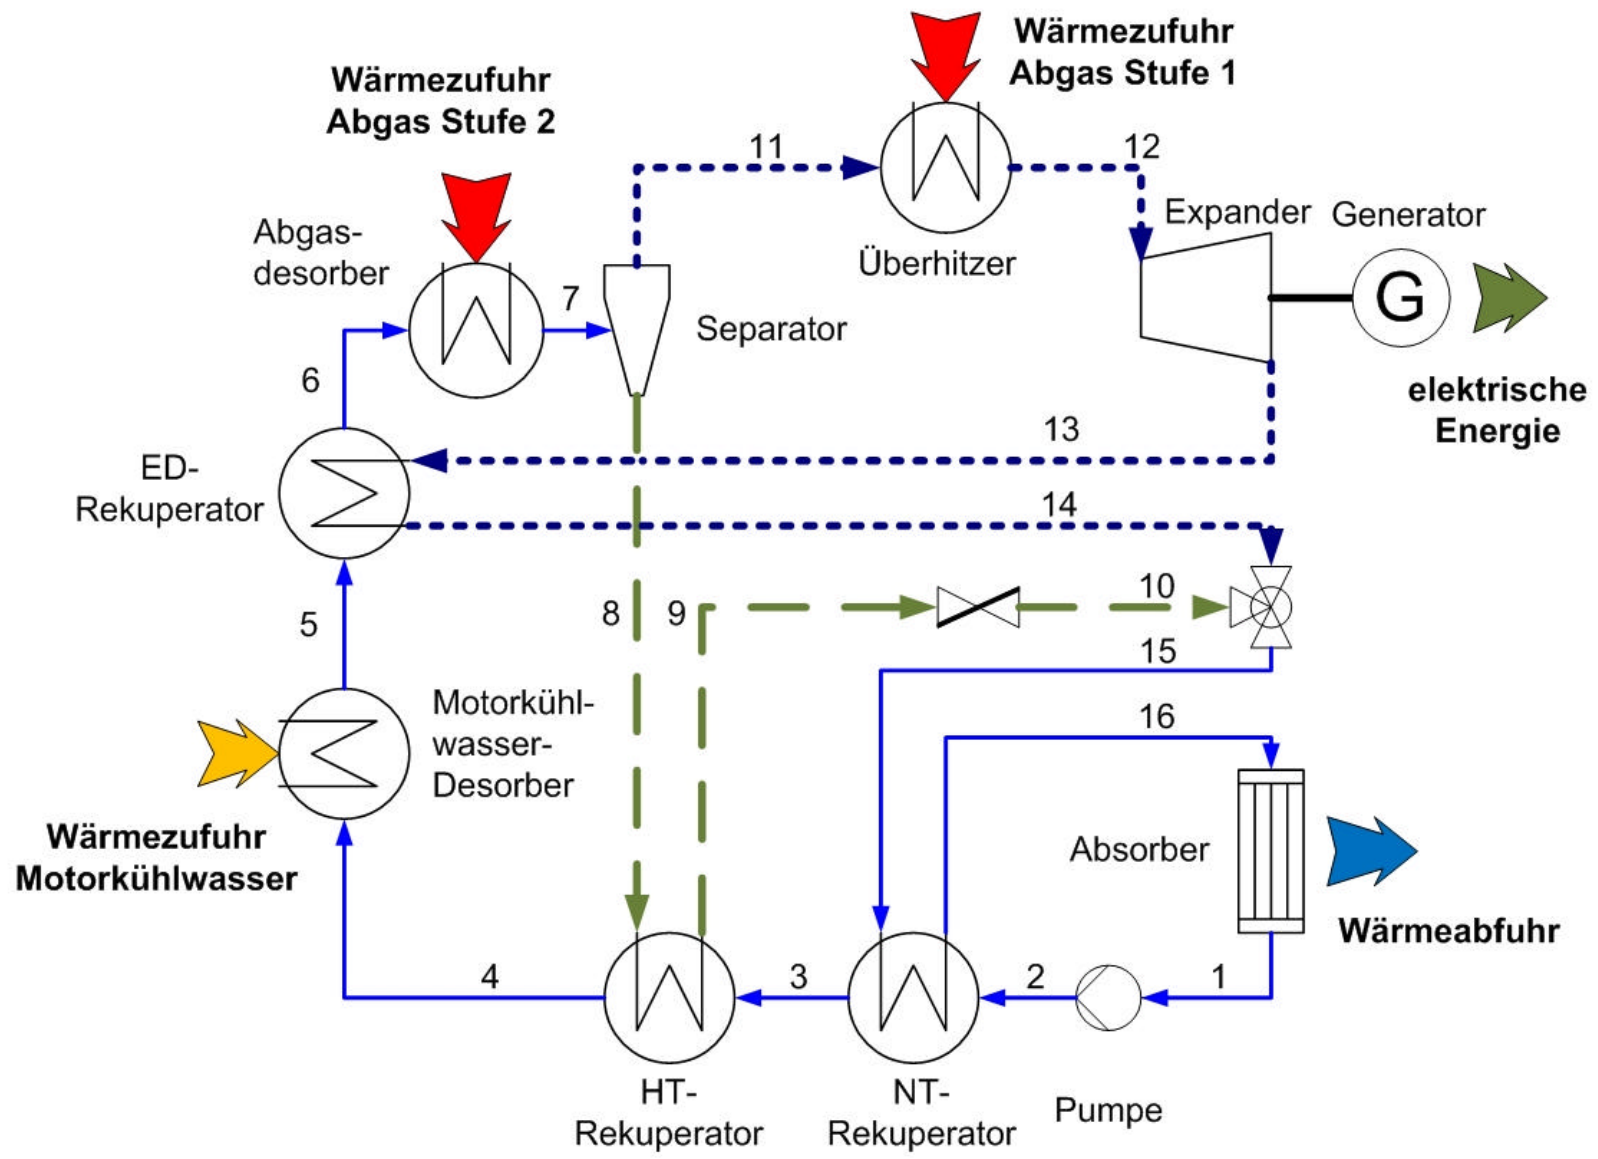 Wärmezufuhr
Abgas Stufe 1
Wärmezufuhr
Abgas Stufe 2
11
12
Abgas-
desorber
Überhitzer
Expander
Generator
G
7
Separator
6
elektrische
Energie
13
ED-
Rekuperator
14
8
9
10
5
15
Motorkühl-
wasser-
Desorber
16
Wärmezufuhr
Motorkühlwasser
Absorber
Wärmeabfuhr
4
3
2
1
HT-
Rekuperator
NT-
Rekuperator
Pumpe